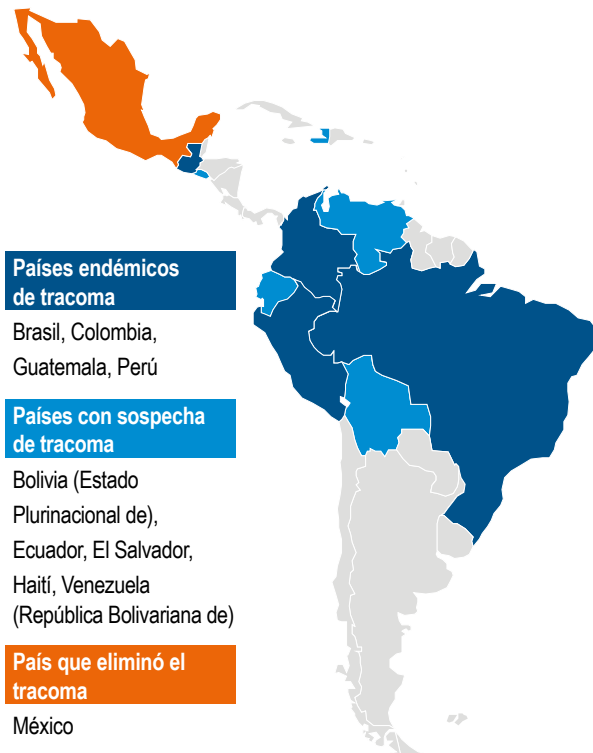 Países endémicos
de tracoma
Brasil, Colombia,
Guatemala, Perú
Países con sospecha
de tracoma
Bolivia (Estado
Plurinacional de),
Ecuador, El Salvador,
Haití, Venezuela
(República Bolivariana de)
País que eliminó el
tracoma
México